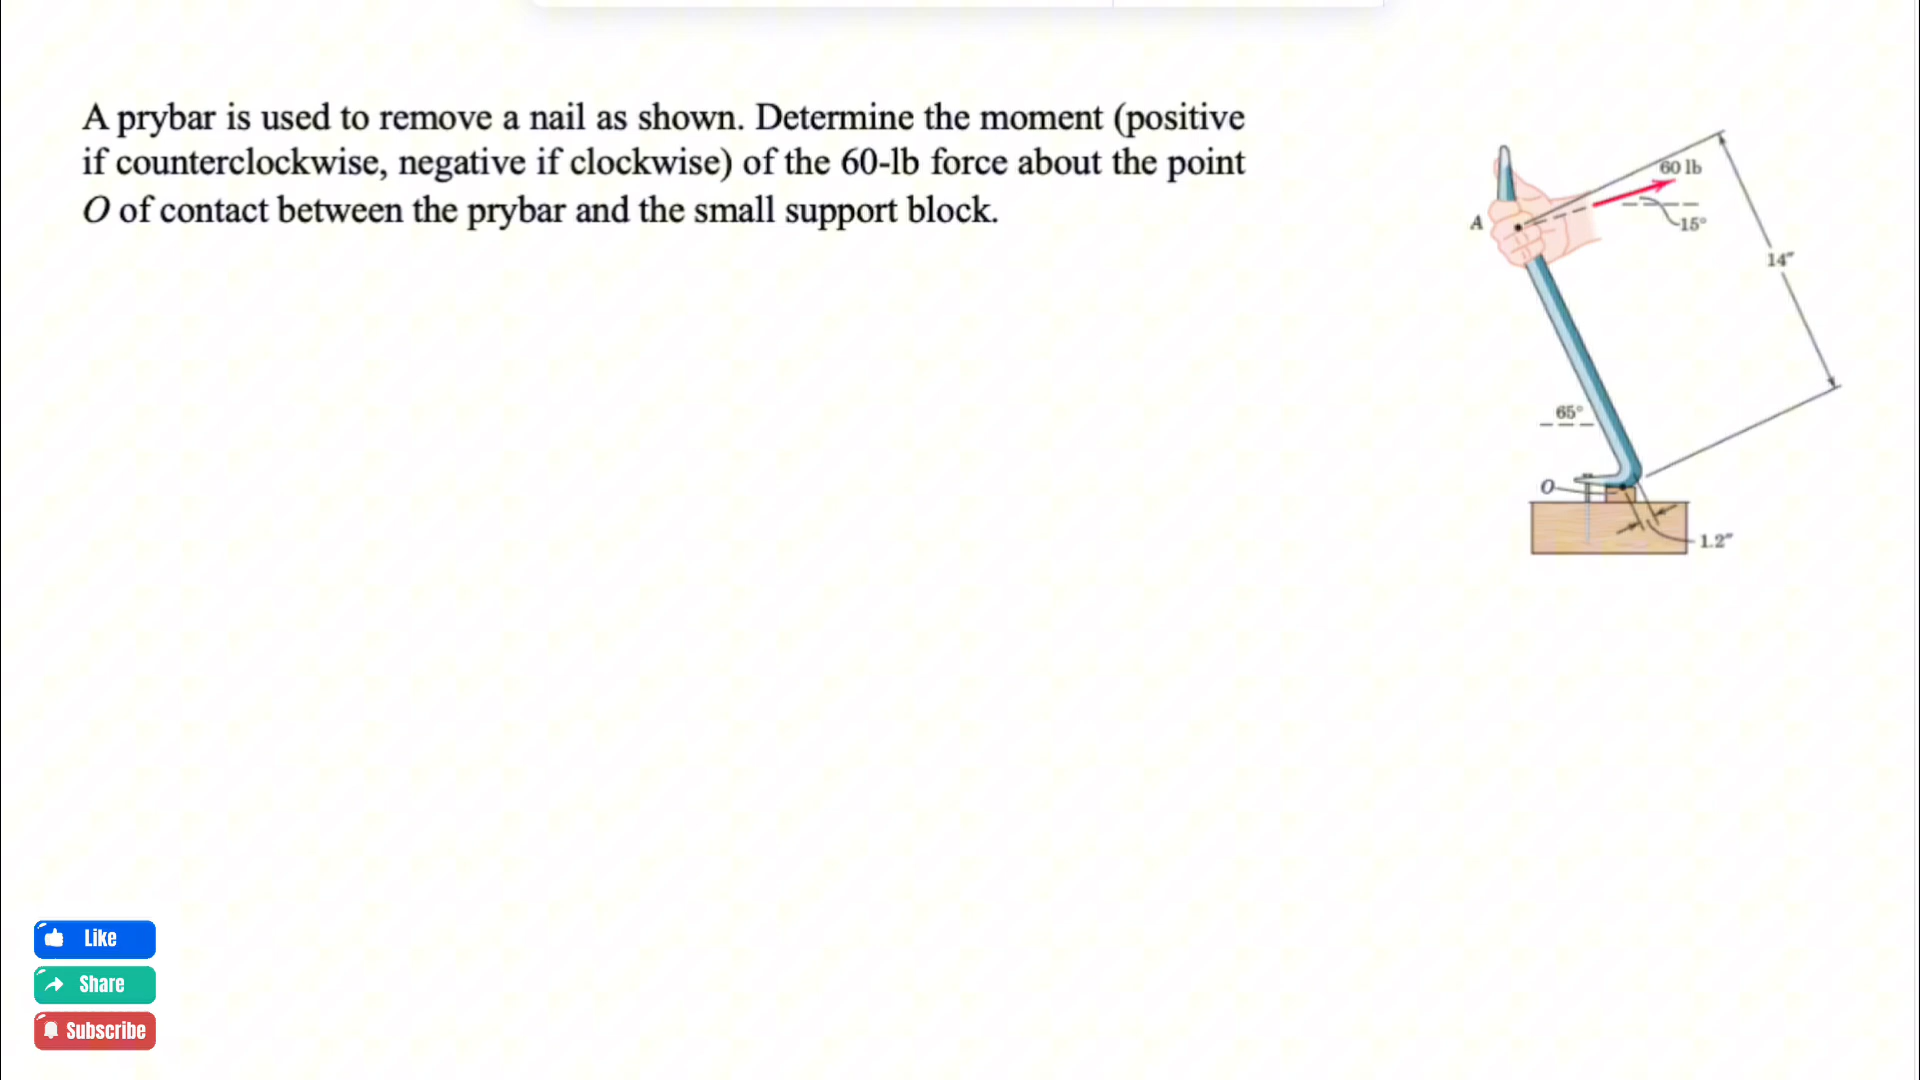 A prybar is used to remove a nail as shown. Determine the moment (positive
if counterclockwise, negative if clockwise) of the 60-lb force about the point
O of contact between the prybar and the small support block.
60 lb
A
15°
14″
65°
O
1.2″
Like
Share
Subscribe